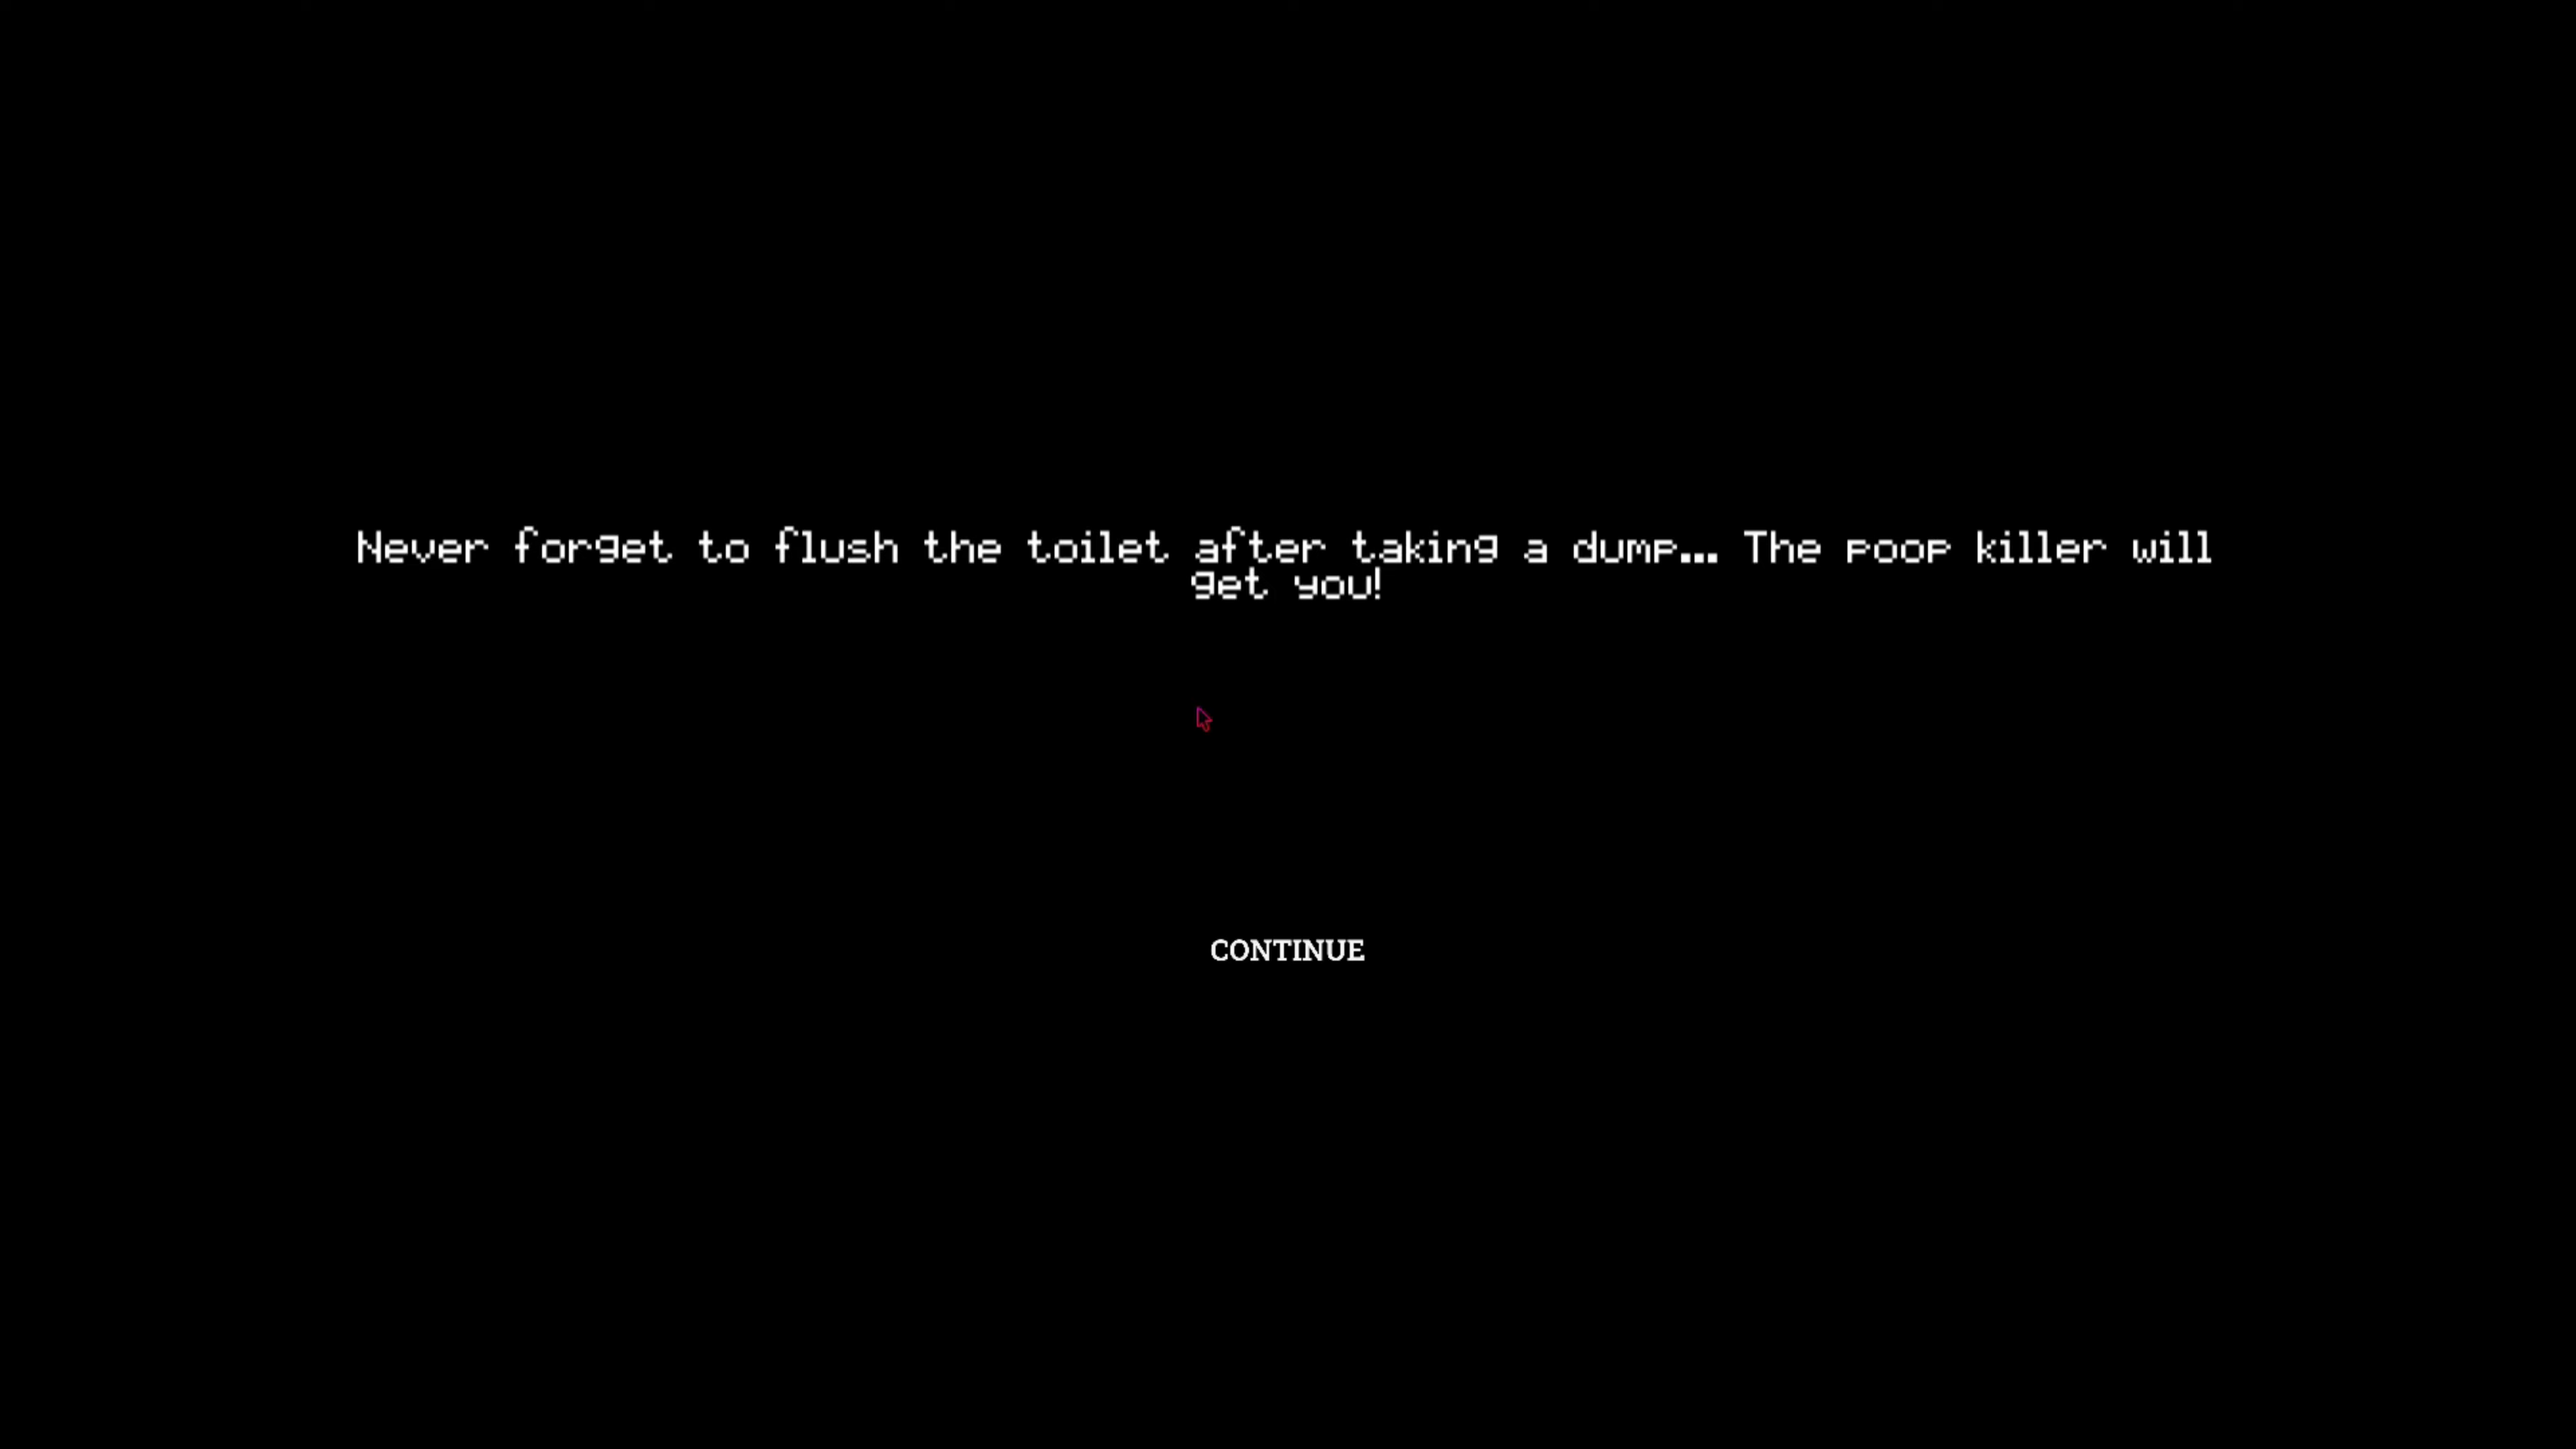 Never forget to flush the toilet after taking a dump... The poop killer will
get you!
CONTINUE